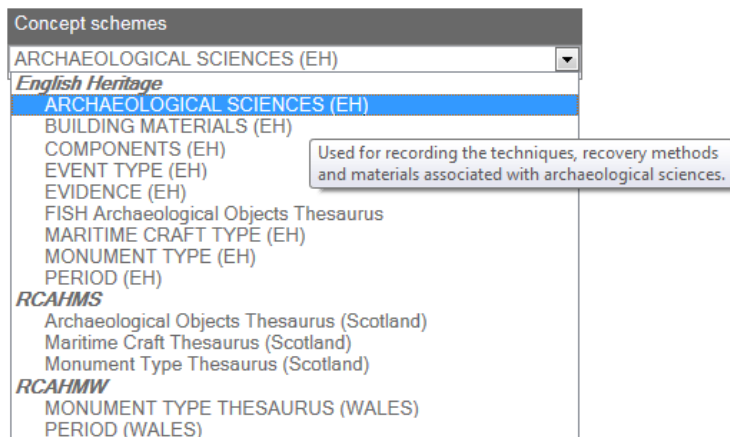 Concept schemes
ARCHAEOLOGICAL SCIENCES (EH)
English Heritage
ARCHAEOLOGICAL SCIENCES (EH)
BUILDING MATERIALS (EH)
COMPONENTS (EH)
Used for recording the techniques, recovery methods
and materials associated with archaeological sciences.
EVENT TYPE (EH)
EVIDENCE (EH)
FISH Archaeological Objects Thesaurus
MARITIME CRAFT TYPE (EH)
MONUMENT TYPE (EH)
PERIOD (EH)
RCAHMS
Archaeological Objects Thesaurus (Scotland)
Maritime Craft Thesaurus (Scotland)
Monument Type Thesaurus (Scotland)
RCAHMW
MONUMENT TYPE THESAURUS (WALES)
PERIOD (WALES)